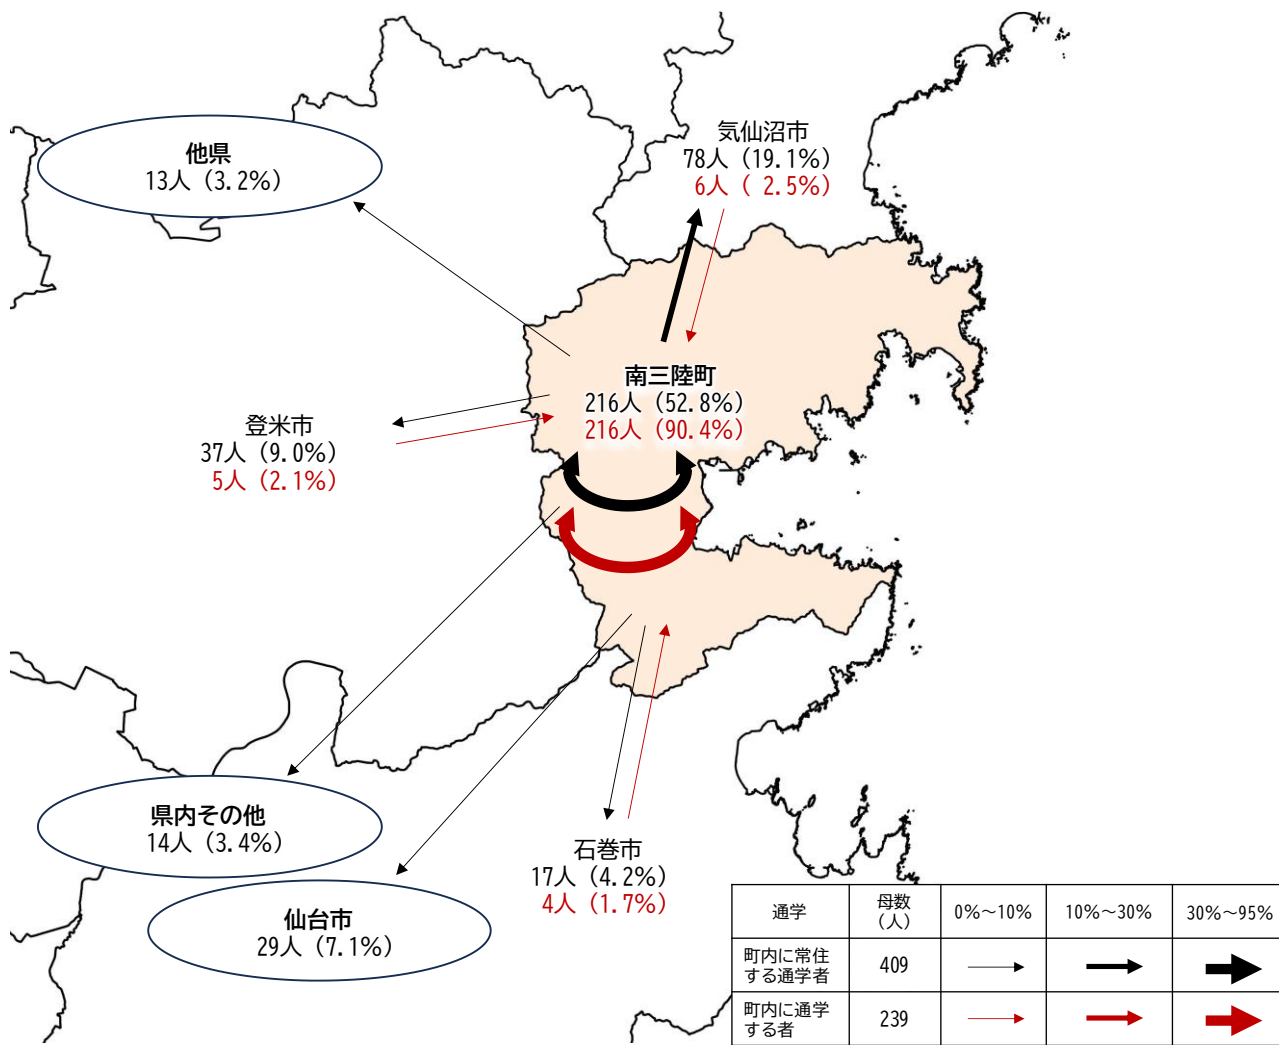 気仙沼市
78人（19.1%）
6人（ 2.5%）
他県
13人（3.2%）
南三陸町
216人（52.8%）
216人（90.4%）
登米市
37人（9.0%）
5人（2.1%）
県内その他
14人（3.4%）
石巻市
17人（4.2%）
4人（1.7%）
仙台市
29人（7.1%）
通学
母数
（人）
0%～10%
10%～30%
30%～95%
町内に常住
する通学者
409
町内に通学
する者
239